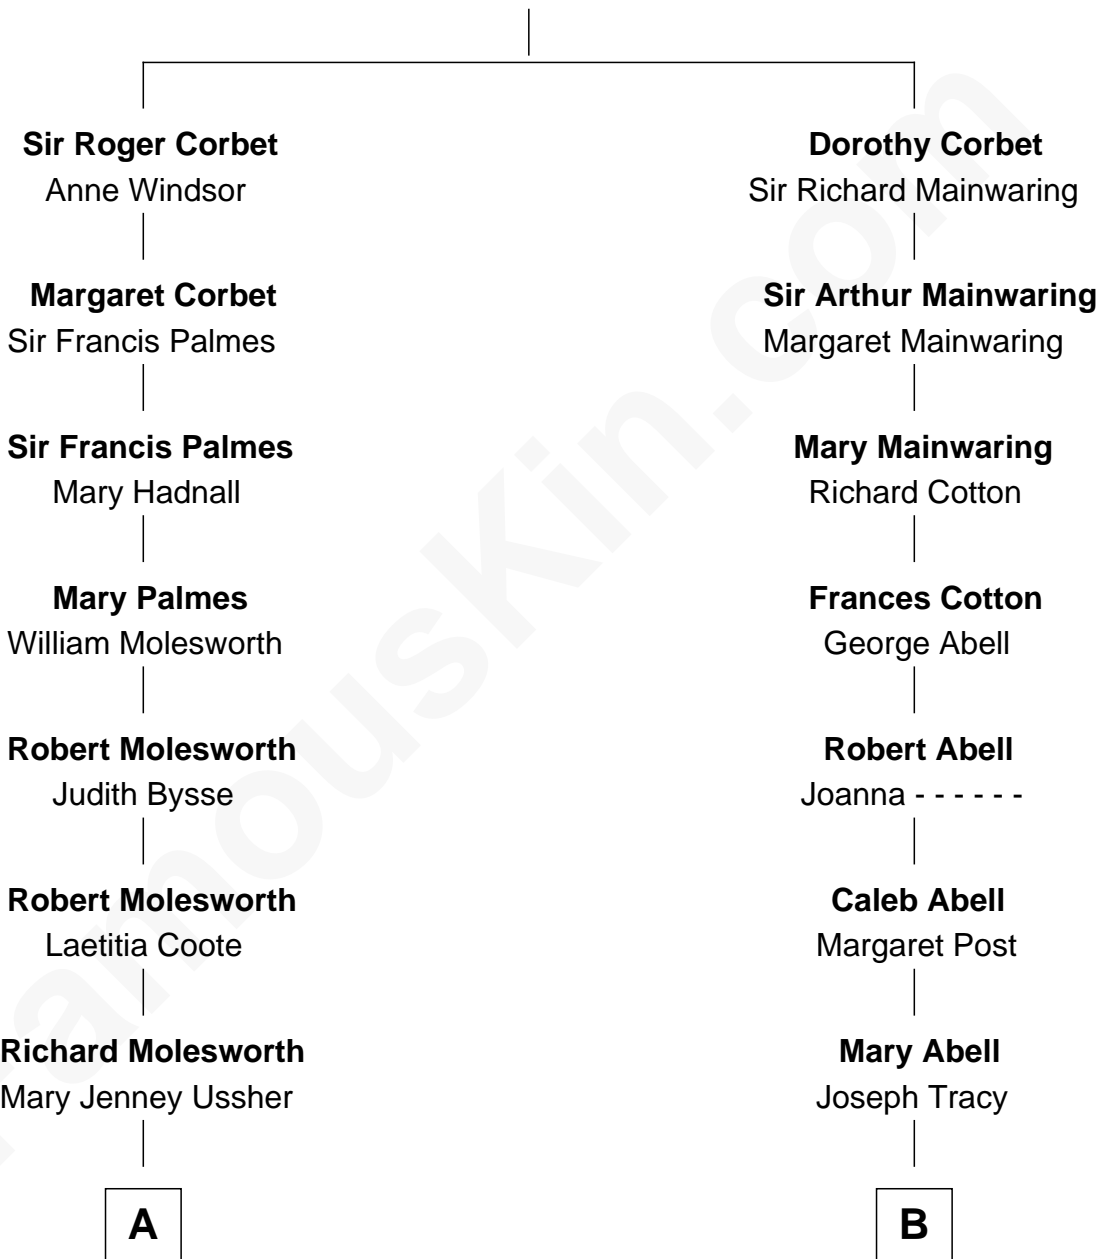 Sir Roger Corbet
Anne Windsor
Margaret Corbet
Sir Francis Palmes
Sir Francis Palmes
Mary Hadnall
Mary Palmes
William Molesworth
Robert Molesworth
Judith Bysse
Robert Molesworth
Laetitia Coote
Richard Molesworth
Mary Jenney Ussher
A
Dorothy Corbet
Sir Richard Mainwaring
Sir Arthur Mainwaring
Margaret Mainwaring
Mary Mainwaring
Richard Cotton
Frances Cotton
George Abell
Robert Abell
Joanna - - - - - -
Caleb Abell
Margaret Post
Mary Abell
Joseph Tracy
B
famouskin.com